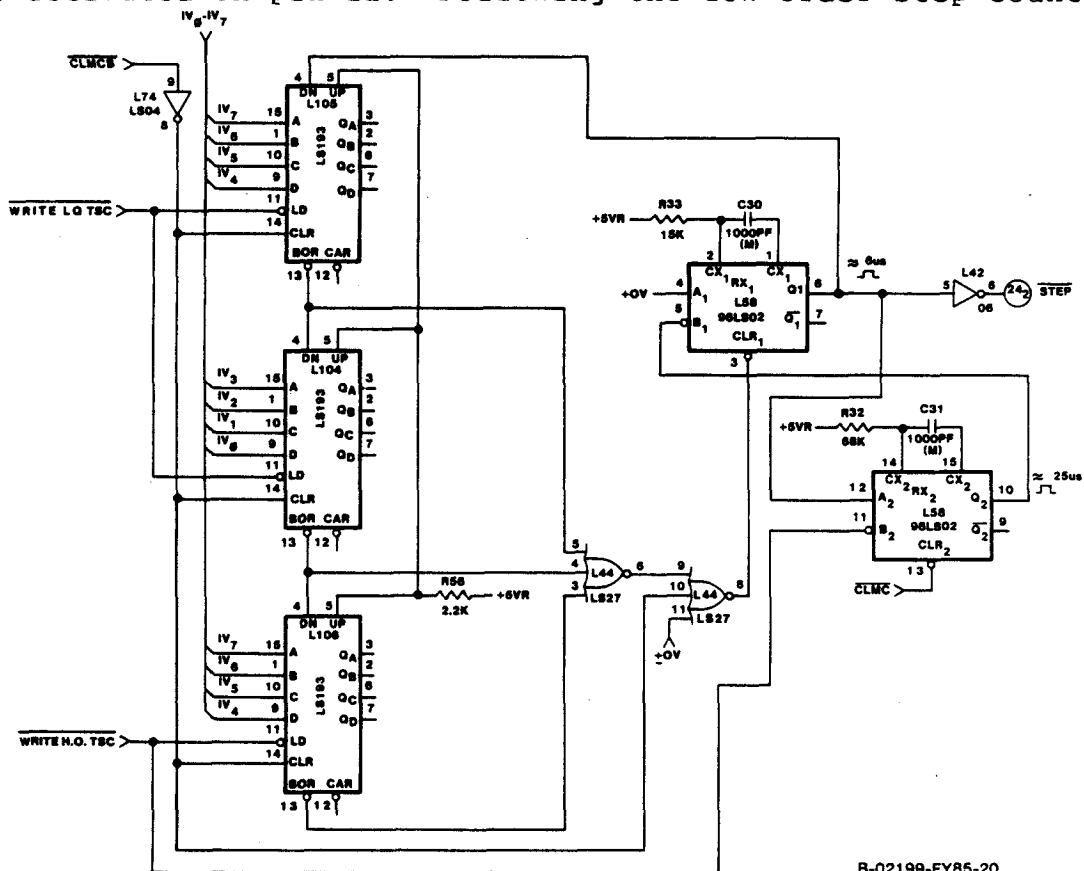 IVø-IV7
CLMCB
9
L74
LS04
8
4 5
DN UP
L105
LS193
IV7 15 A QA 3
IV6 1 B QB 2
IV5 10 C QC 6
IV4 9 D QD 7
11 LD
WRITE LO TSC
14 CLR
BOR CAR
13 12
4 5
DN UP
L104
LS193
IV3 15 A QA 3
IV2 1 B QB 2
IV1 10 C QC 6
IVø 9 D QD 7
11 LD
14 CLR
BOR CAR
13 12
R56
2.2K
+5VR
4 5
DN UP
L106
LS193
IV7 15 A QA 3
IV6 1 B QB 2
IV5 10 C QC 6
IV4 9 D QD 7
11 LD
WRITE H.O. TSC
14 CLR
BOR CAR
13 12
5
4 L44 6
3 LS27
9
10 L44 8
11 LS27
+0V
+5VR
R33
15K
C30
1000PF
(M)
2 1
CX1 RX1 CX1
+0V 4 A1 Q1 6
L58
96LS02
5 B1 Q1 7
CLR1
3
≈ 6us
L42
5 6
06
24 2
STEP
+5VR
R32
68K
C31
1000PF
(M)
14 15
CX2 RX2 CX2
12 A2 Q2 10
L58
96LS02
11 B2 Q2 9
CLR2
13
CLMC
≈ 25us
B-02199-FY85-20